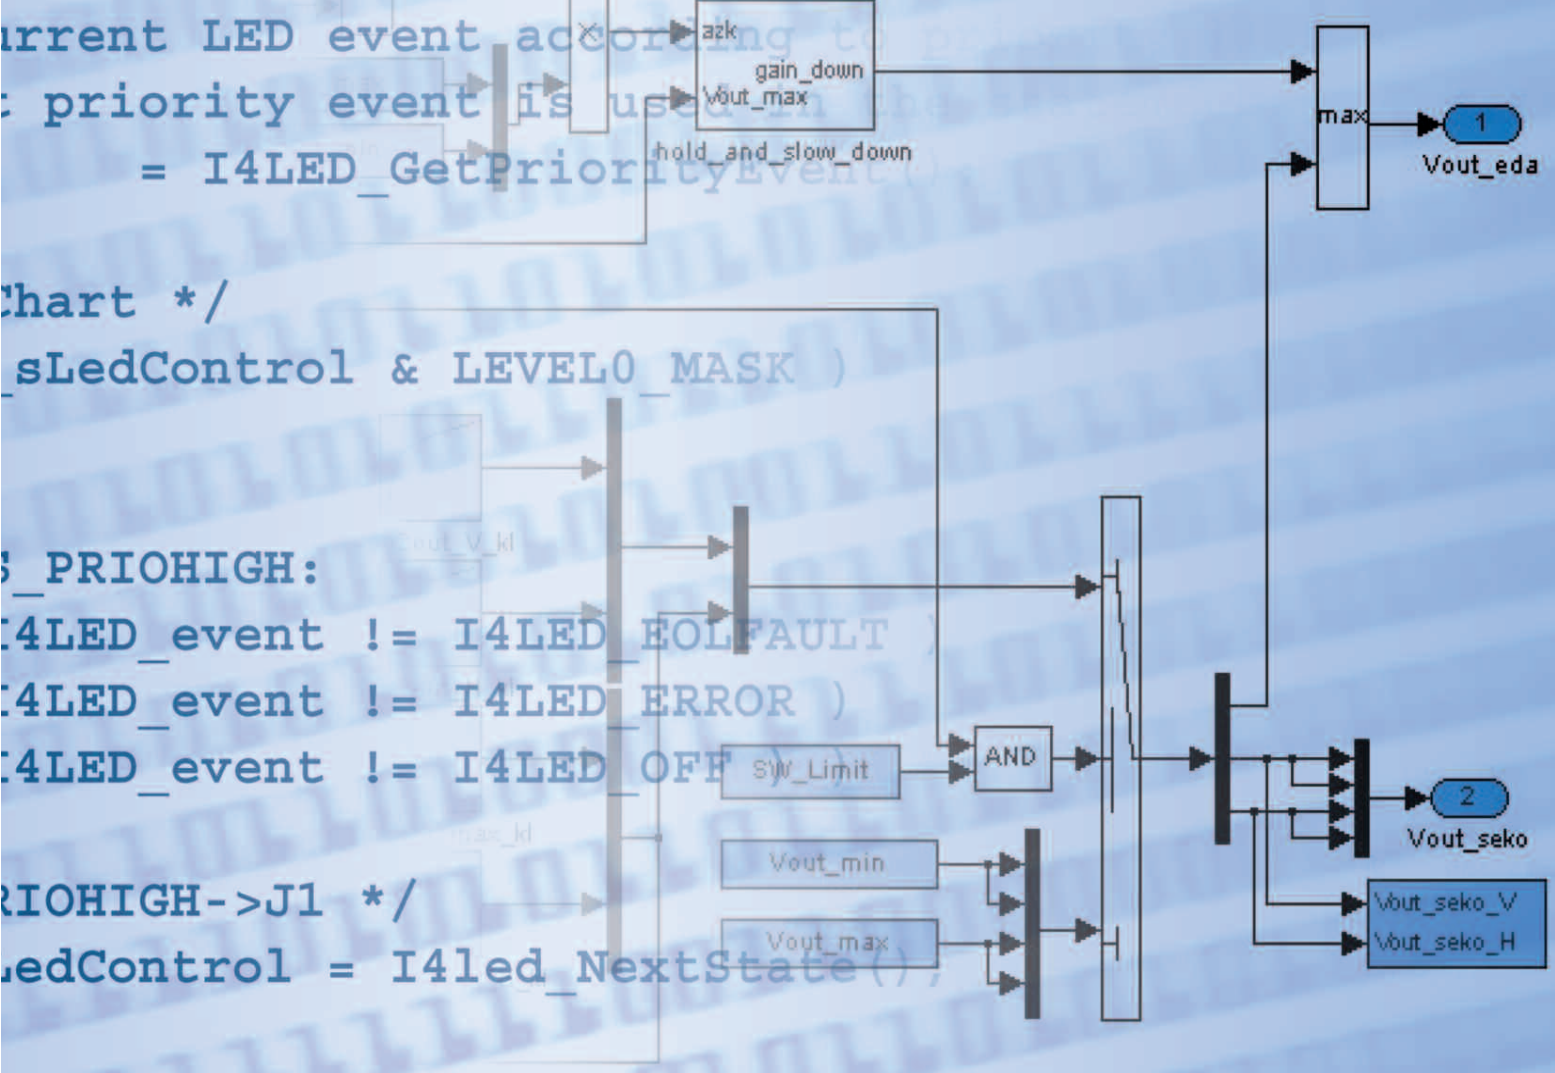 urrent LED event according to
azk
gain_down
t priority event is used in the
Vout_max
max
1
Vout_eda
hold_and_slow_down
= I4LED_GetPriorityEvent()
Chart */
_sLedControl & LEVEL0_MASK )
S_PRIOHIGH:
I4LED_event != I4LED_EOLFAULT )
I4LED_event != I4LED_ERROR )
I4LED_event != I4LED_OFF ) )
SW_Limit
AND
2
Vout_seko
max_kl
Vout_min
RIOHIGH->J1 */
Vout_seko_V
Vout_max
Vout_seko_H
LedControl = I4led_NextState();